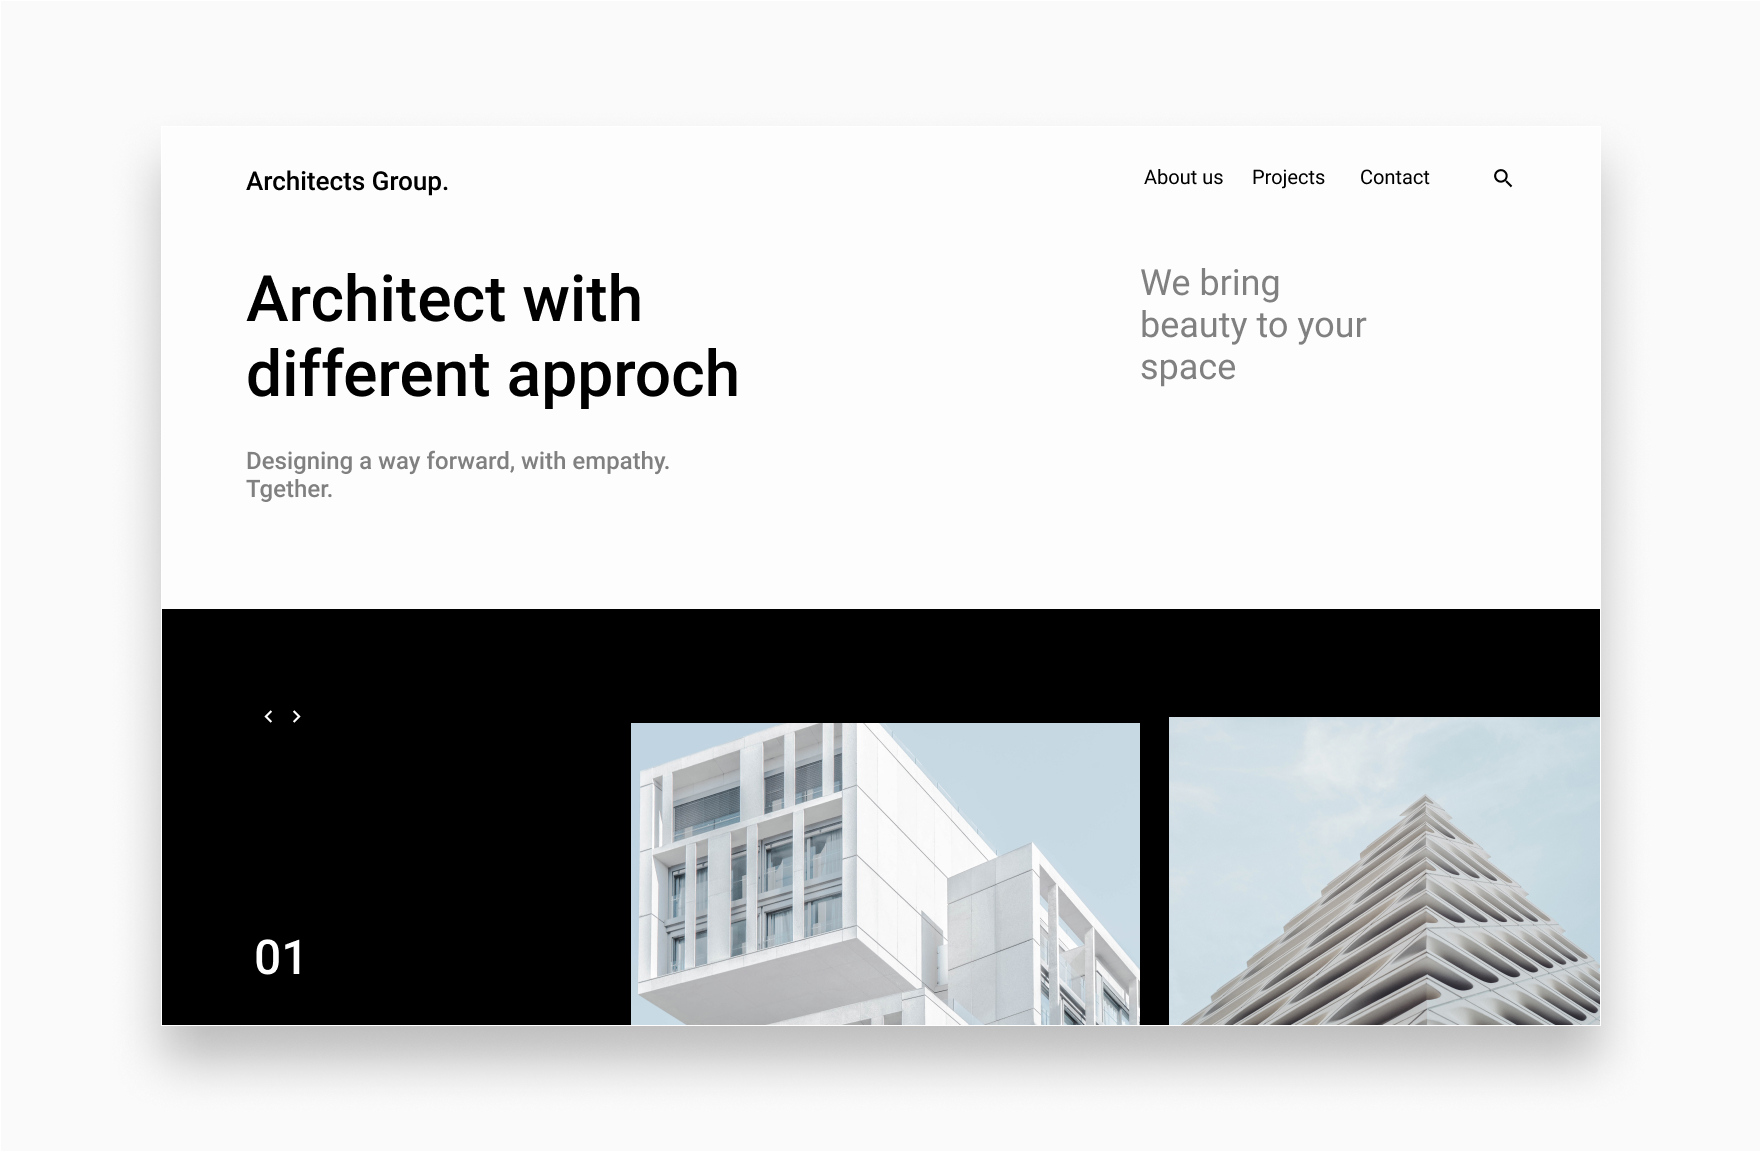 Architects Group.
About us Projects Contact
Architect with
different approch
We bring
beauty to your
space
Designing a way forward, with empathy.
Tgether.
01